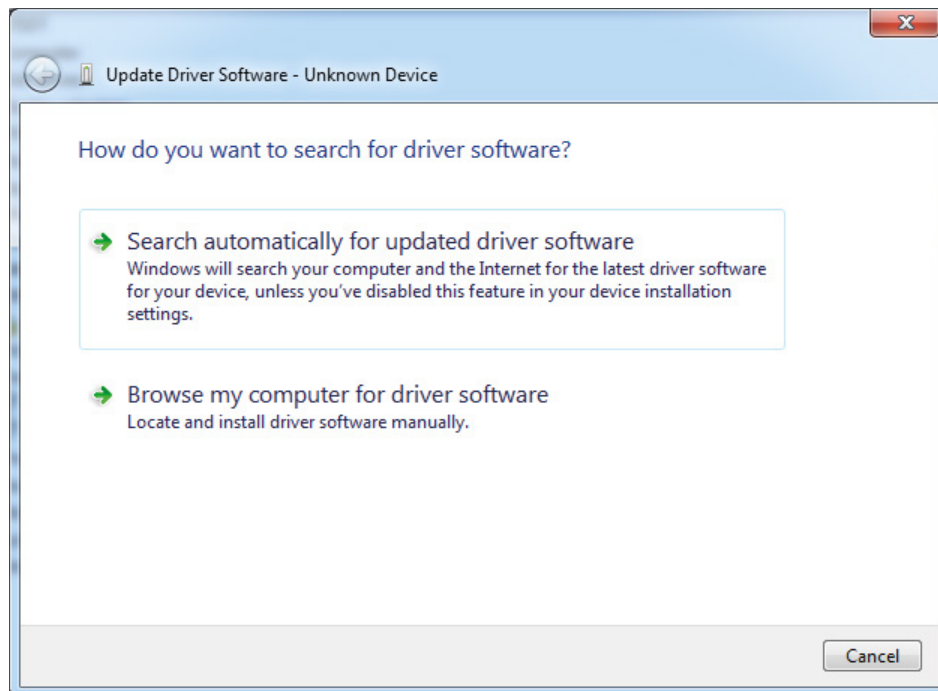 Update Driver Software - Unknown Device
How do you want to search for driver software?
Search automatically for updated driver software
Windows will search your computer and the Internet for the latest driver software
for your device, unless you've disabled this feature in your device installation
settings.
Browse my computer for driver software
Locate and install driver software manually.
Cancel